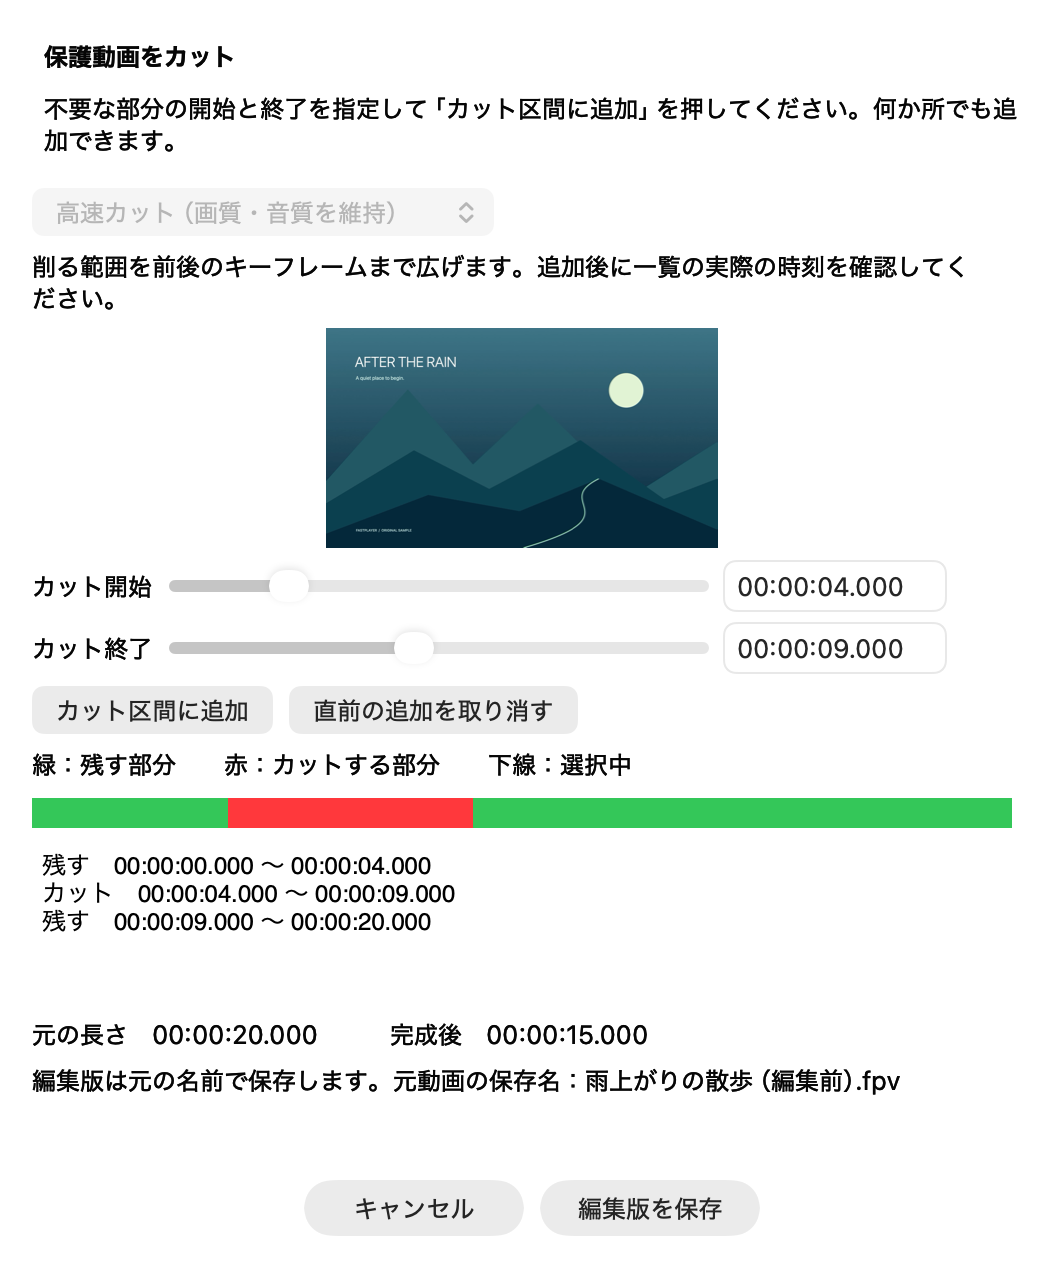 保護動画をカット
不要な部分の開始と終了を指定して「カット区間に追加」を押してください。何か所でも追
加できます。
高速カット（画質・音質を維持）
削る範囲を前後のキーフレームまで広げます。追加後に一覧の実際の時刻を確認してく
ださい。
AFTER THE RAIN
A quiet place to begin.
FASTPLAYER / ORIGINAL SAMPLE
カット開始 00:00:04.000
カット終了 00:00:09.000
カット区間に追加 直前の追加を取り消す
緑：残す部分 赤：カットする部分 下線：選択中
残す 00:00:00.000 〜 00:00:04.000
カット 00:00:04.000 〜 00:00:09.000
残す 00:00:09.000 〜 00:00:20.000
元の長さ 00:00:20.000 完成後 00:00:15.000
編集版は元の名前で保存します。元動画の保存名：雨上がりの散歩（編集前）.fpv
キャンセル 編集版を保存